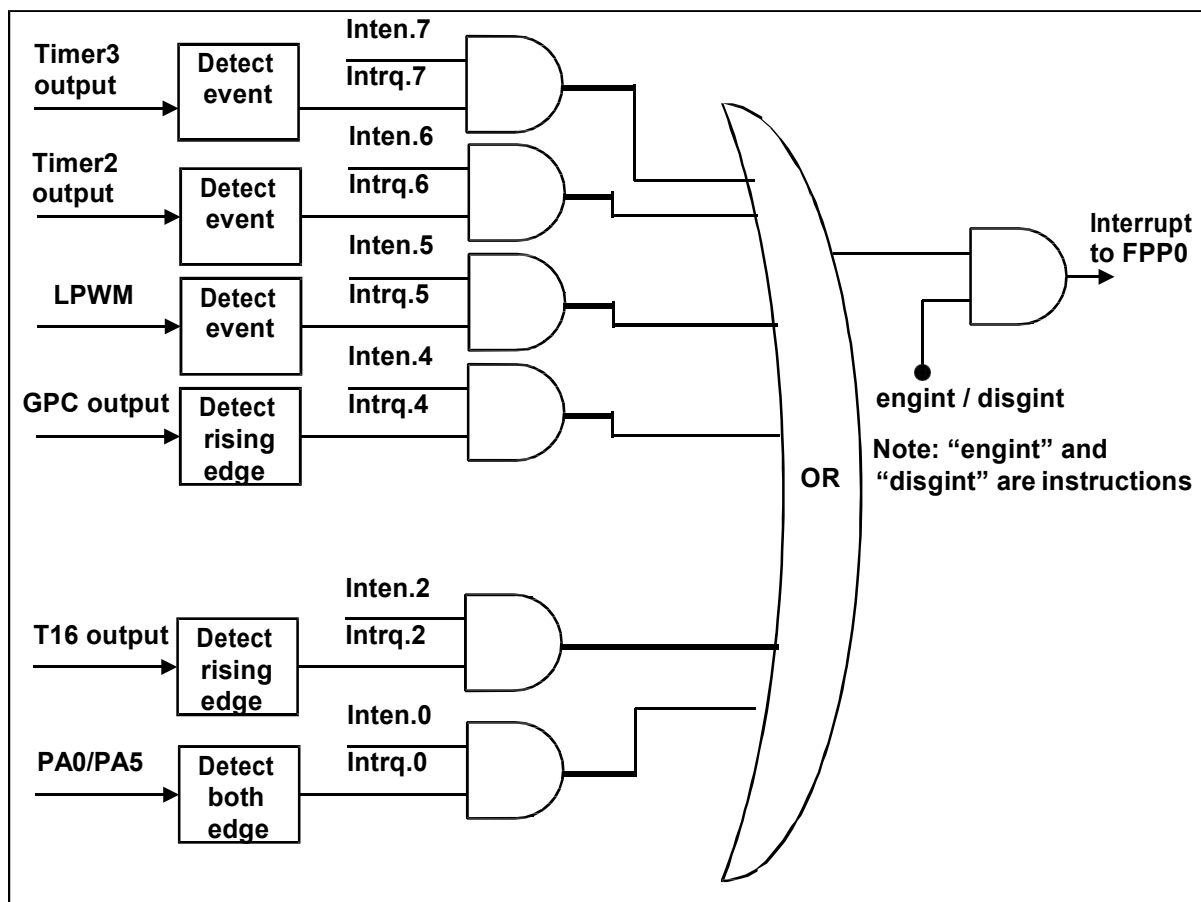 Timer3
output
Detect
event
Inten.7
Intrq.7
Timer2
output
Detect
event
Inten.6
Intrq.6
LPWM
Detect
event
Inten.5
Intrq.5
GPC output
Detect
rising
edge
Inten.4
Intrq.4
T16 output
Detect
rising
edge
Inten.2
Intrq.2
PA0/PA5
Detect
both
edge
Inten.0
Intrq.0
OR
Interrupt
to FPP0
engint / disgint
Note: “engint” and
“disgint” are instructions